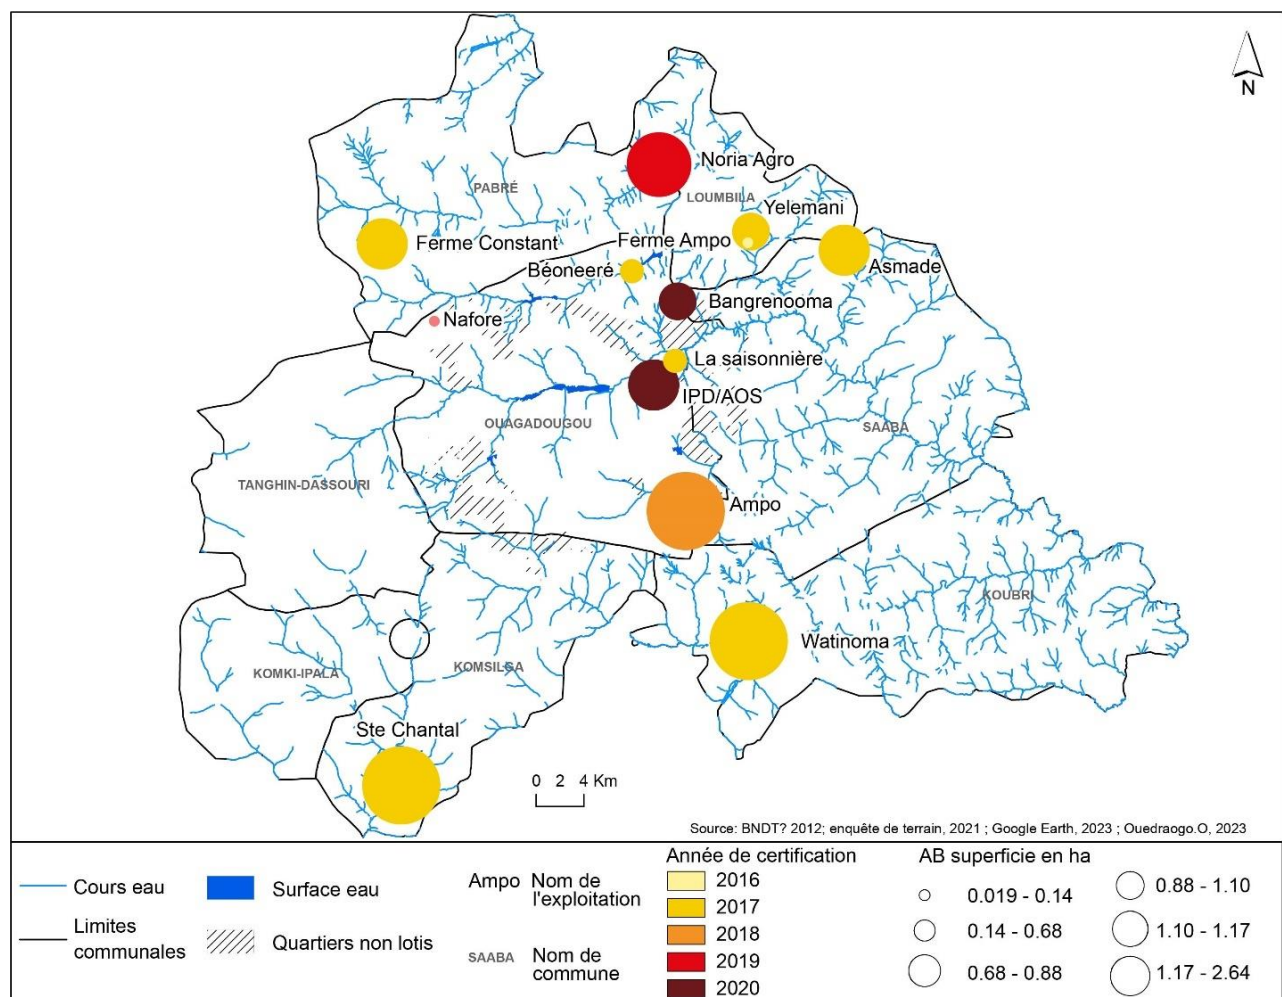 N
Noria Agro
PABRÉ
LOUMBILA
Yelemani
Ferme Constant
Ferme Ampo
Béoneeré
Asmade
Bangrenooma
Nafore
La saisonnière
IPD/AOS
OUAGADOUGOU
SAABA
TANGHIN-DASSOURI
Ampo
KOUBRI
Watinoma
KOMKI-IPALA
KOMSILGA
Ste Chantal
0 2 4 Km
Source: BNDT? 2012; enquête de terrain, 2021 ; Google Earth, 2023 ; Ouedraogo.O, 2023
Cours eau
Limites
communales
Surface eau
Quartiers non lotis
Ampo Nom de
l'exploitation
SAABA Nom de
commune
Année de certification
2016
2017
2018
2019
2020
AB superficie en ha
0.019 - 0.14
0.14 - 0.68
0.68 - 0.88
0.88 - 1.10
1.10 - 1.17
1.17 - 2.64